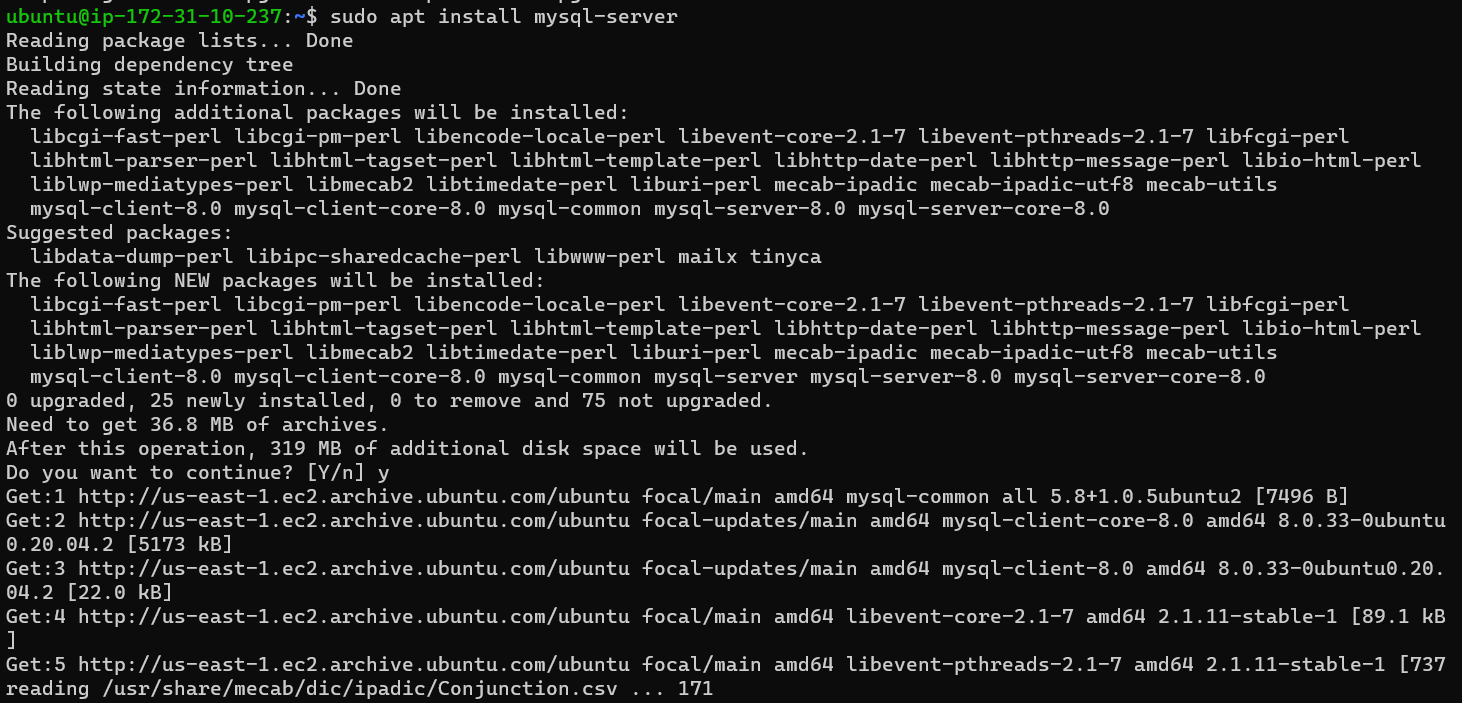 ubuntu@ip-172-31-10-237:~$ sudo apt install mysql-server
Reading package lists... Done
Building dependency tree
Reading state information... Done
The following additional packages will be installed:
  libcgi-fast-perl libcgi-pm-perl libencode-locale-perl libevent-core-2.1-7 libevent-pthreads-2.1-7 libfcgi-perl
  libhtml-parser-perl libhtml-tagset-perl libhtml-template-perl libhttp-date-perl libhttp-message-perl libio-html-perl
  liblwp-mediatypes-perl libmecab2 libtimedate-perl liburi-perl mecab-ipadic mecab-ipadic-utf8 mecab-utils
  mysql-client-8.0 mysql-client-core-8.0 mysql-common mysql-server-8.0 mysql-server-core-8.0
Suggested packages:
  libdata-dump-perl libipc-sharedcache-perl libwww-perl mailx tinyca
The following NEW packages will be installed:
  libcgi-fast-perl libcgi-pm-perl libencode-locale-perl libevent-core-2.1-7 libevent-pthreads-2.1-7 libfcgi-perl
  libhtml-parser-perl libhtml-tagset-perl libhtml-template-perl libhttp-date-perl libhttp-message-perl libio-html-perl
  liblwp-mediatypes-perl libmecab2 libtimedate-perl liburi-perl mecab-ipadic mecab-ipadic-utf8 mecab-utils
  mysql-client-8.0 mysql-client-core-8.0 mysql-common mysql-server mysql-server-8.0 mysql-server-core-8.0
0 upgraded, 25 newly installed, 0 to remove and 75 not upgraded.
Need to get 36.8 MB of archives.
After this operation, 319 MB of additional disk space will be used.
Do you want to continue? [Y/n] y
Get:1 http://us-east-1.ec2.archive.ubuntu.com/ubuntu focal/main amd64 mysql-common all 5.8+1.0.5ubuntu2 [7496 B]
Get:2 http://us-east-1.ec2.archive.ubuntu.com/ubuntu focal-updates/main amd64 mysql-client-core-8.0 amd64 8.0.33-0ubuntu
0.20.04.2 [5173 kB]
Get:3 http://us-east-1.ec2.archive.ubuntu.com/ubuntu focal-updates/main amd64 mysql-client-8.0 amd64 8.0.33-0ubuntu0.20.
04.2 [22.0 kB]
Get:4 http://us-east-1.ec2.archive.ubuntu.com/ubuntu focal/main amd64 libevent-core-2.1-7 amd64 2.1.11-stable-1 [89.1 kB
]
Get:5 http://us-east-1.ec2.archive.ubuntu.com/ubuntu focal/main amd64 libevent-pthreads-2.1-7 amd64 2.1.11-stable-1 [737
reading /usr/share/mecab/dic/ipadic/Conjunction.csv ... 171